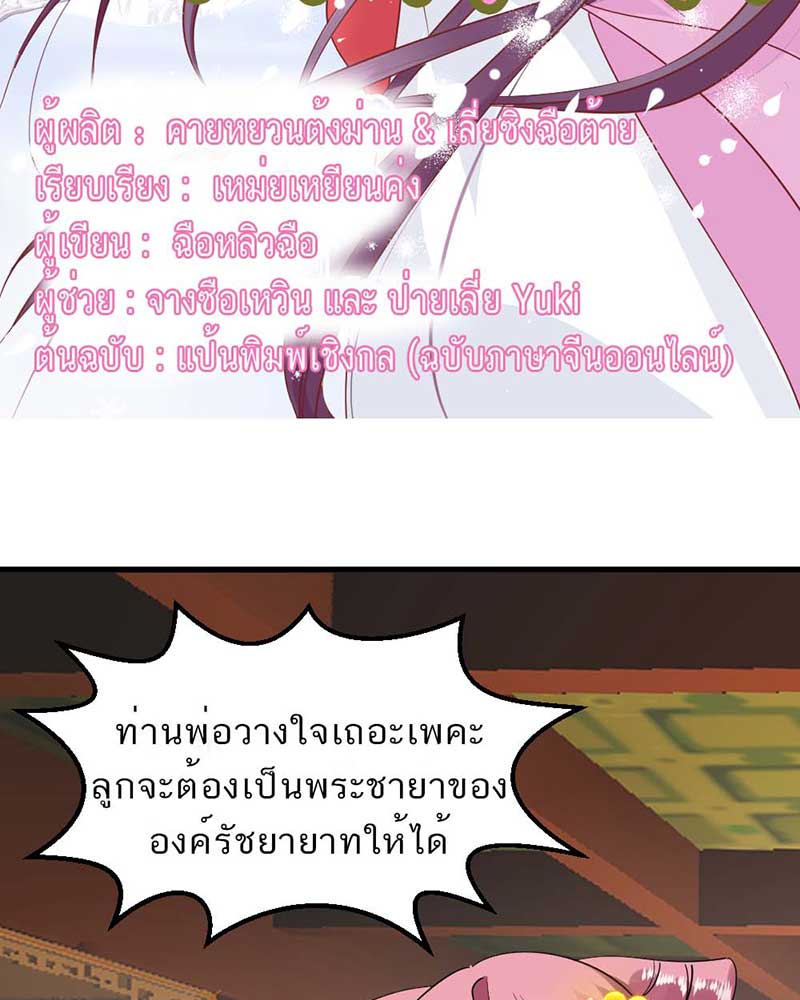 ผู้ผลิต : คายหยวนต้งม่าน & เลี่ยซิงฉือต้าย
เรียบเรียง : เหม่ยเหยียนค่ง
ผู้เขียน : ฉือหลิวฉือ
ผู้ช่วย : จางซือเหวิน และ ป่ายเลี่ย Yuki
ต้นฉบับ : แป้นพิมพ์เชิงกล (ฉบับภาษาจีนออนไลน์)
ท่านพ่อวางใจเถอะเพคะ
ลูกจะต้องเป็นพระชายาของ
องค์รัชยายาทให้ได้